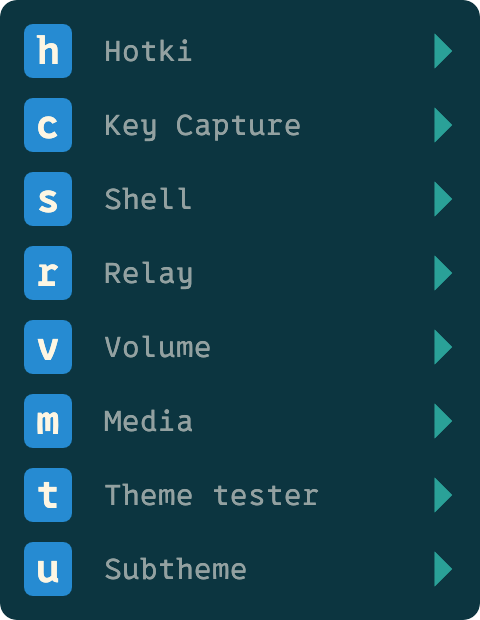 h Hotki
c Key Capture
s Shell
r Relay
v Volume
m Media
t Theme tester
u Subtheme